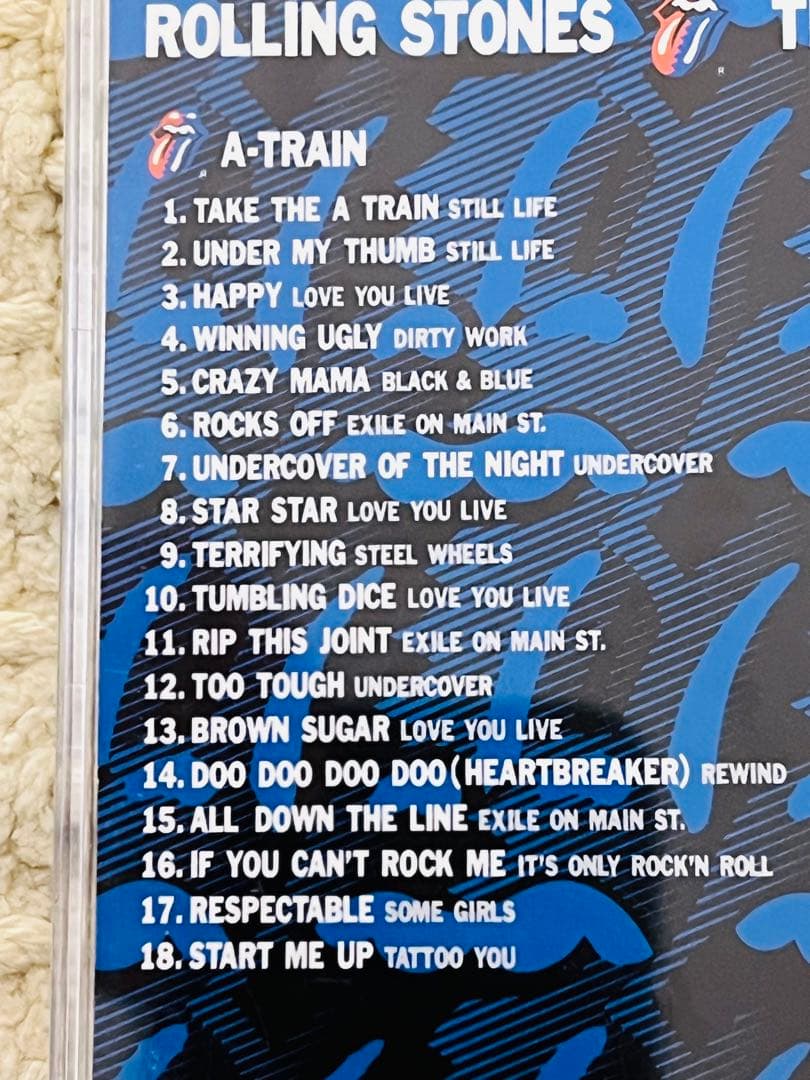 ROLLING STONES T
A-TRAIN
1. TAKE THE A TRAIN STILL LIFE
2. UNDER MY THUMB STILL LIFE
3. HAPPY LOVE YOU LIVE
4. WINNING UGLY DIRTY WORK
5. CRAZY MAMA BLACK & BLUE
6. ROCKS OFF EXILE ON MAIN ST.
7. UNDERCOVER OF THE NIGHT UNDERCOVER
8. STAR STAR LOVE YOU LIVE
9. TERRIFYING STEEL WHEELS
10. TUMBLING DICE LOVE YOU LIVE
11. RIP THIS JOINT EXILE ON MAIN ST.
12. TOO TOUGH UNDERCOVER
13. BROWN SUGAR LOVE YOU LIVE
14. DOO DOO DOO DOO (HEARTBREAKER) REWIND
15. ALL DOWN THE LINE EXILE ON MAIN ST.
16. IF YOU CAN'T ROCK ME IT'S ONLY ROCK'N ROLL
17. RESPECTABLE SOME GIRLS
18. START ME UP TATTOO YOU